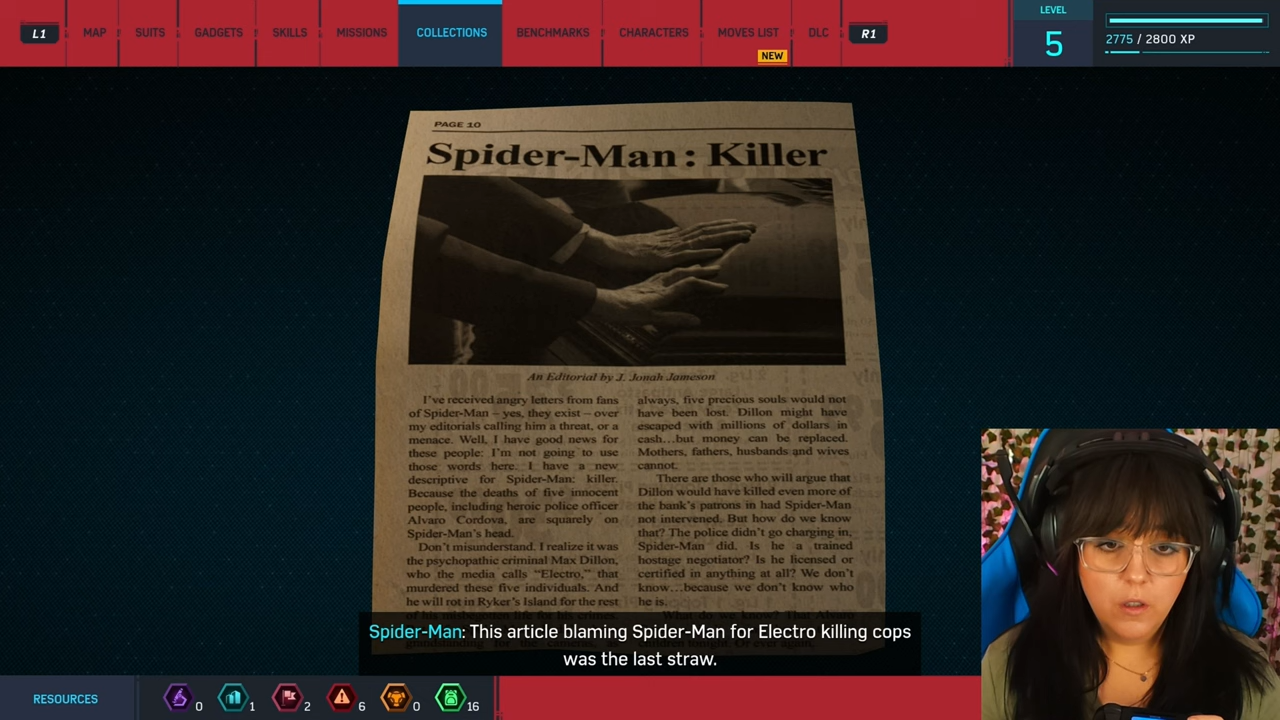 L1 MAP SUITS GADGETS SKILLS MISSIONS COLLECTIONS BENCHMARKS CHARACTERS MOVES LIST DLC R1
NEW
LEVEL
5
2775 / 2800 XP
PAGE 10
Spider-Man: Killer
An Editorial by J. Jonah Jameson
I've received angry letters from fans
of Spider-Man – yes, they exist – over
my editorials calling him a threat, or a
menace. Well, I have good news for
these people: I'm not going to use
those words here. I have a new
descriptive for Spider-Man: killer.
Because the deaths of five innocent
people, including heroic police officer
Alvaro Cordova, are squarely on
Spider-Man's head.
Don't misunderstand. I realize it was
the psychopathic criminal Max Dillon,
who the media calls "Electro," that
murdered these five individuals. And
he will rot in Ryker's Island for the rest
always, five precious souls would not
have been lost. Dillon might have
escaped with millions of dollars in
cash...but money can be replaced.
Mothers, fathers, husbands and wives
cannot.
There are those who will argue that
Dillon would have killed even more of
the bank's patrons in had Spider-Man
not intervened. But how do we know
that? The police didn't go charging in,
Spider-Man did. Is he a trained
hostage negotiator? Is he licensed or
certified in anything at all? We don't
know...because we don't know who
he is.
Spider-Man: This article blaming Spider-Man for Electro killing cops
was the last straw.
RESOURCES 0 1 2 6 0 16